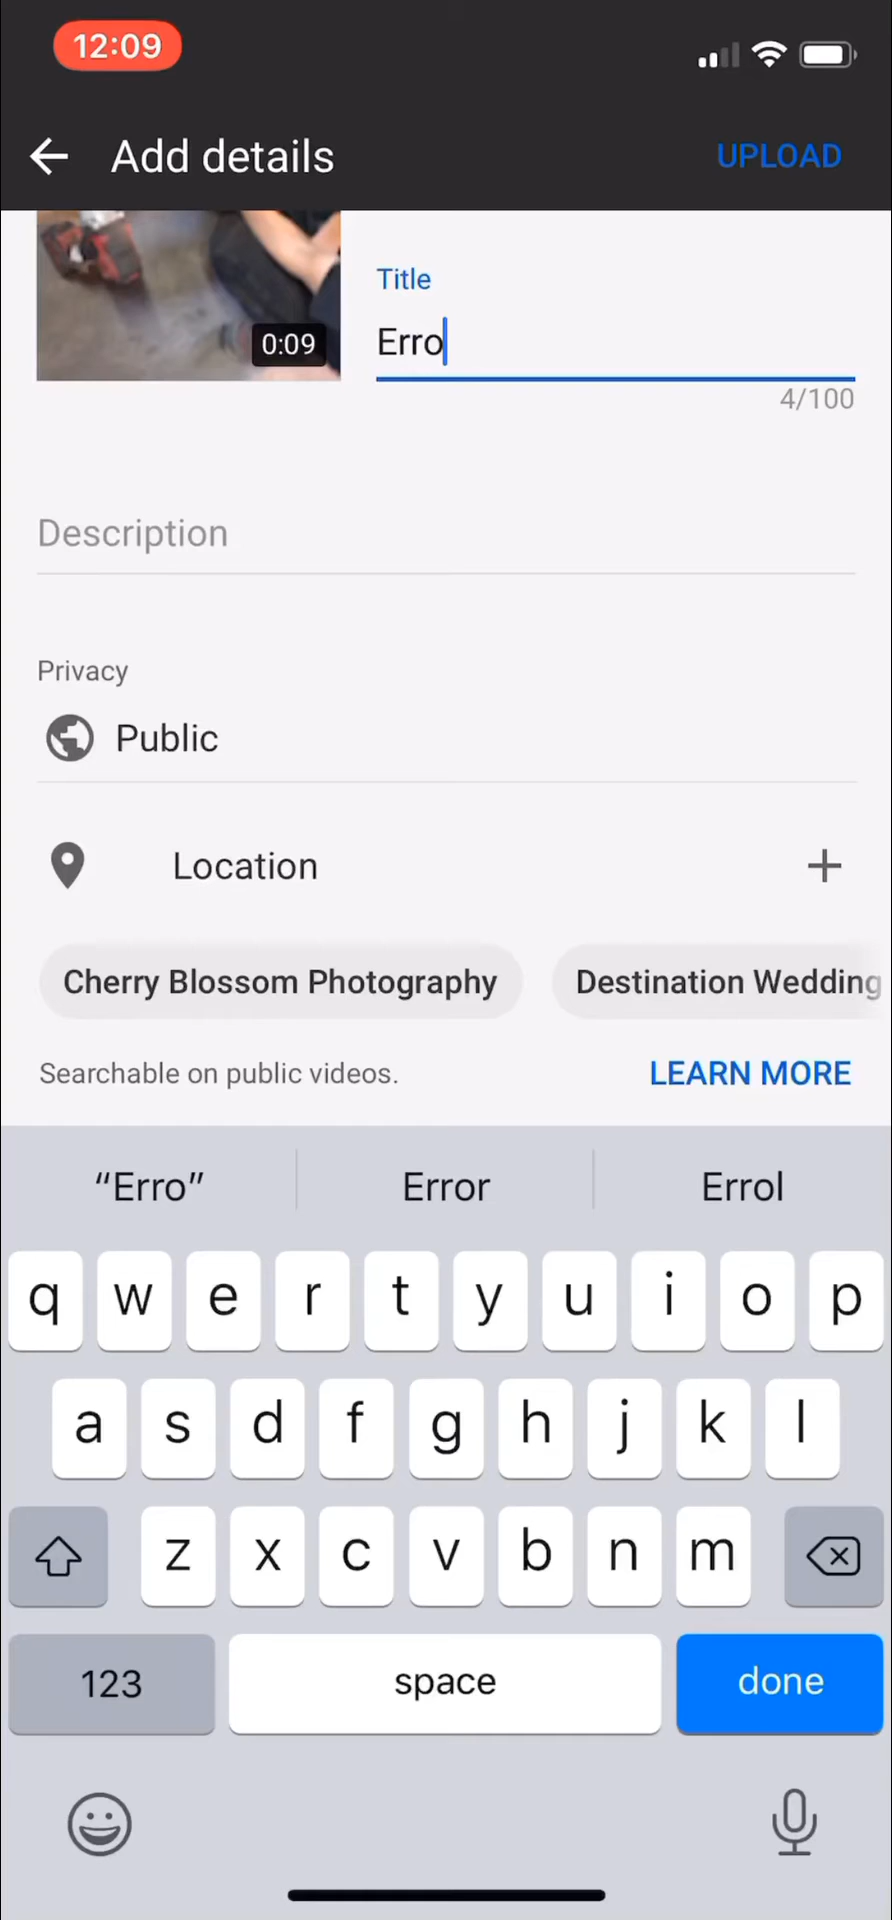 12:09
Add details
UPLOAD
0:09
Title
Erro
4/100
Description
Privacy
Public
Location
Cherry Blossom Photography
Destination Wedding
Searchable on public videos.
LEARN MORE
“Erro” Error Errol
q w e r t y u i o p
a s d f g h j k l
z x c v b n m
123 space done